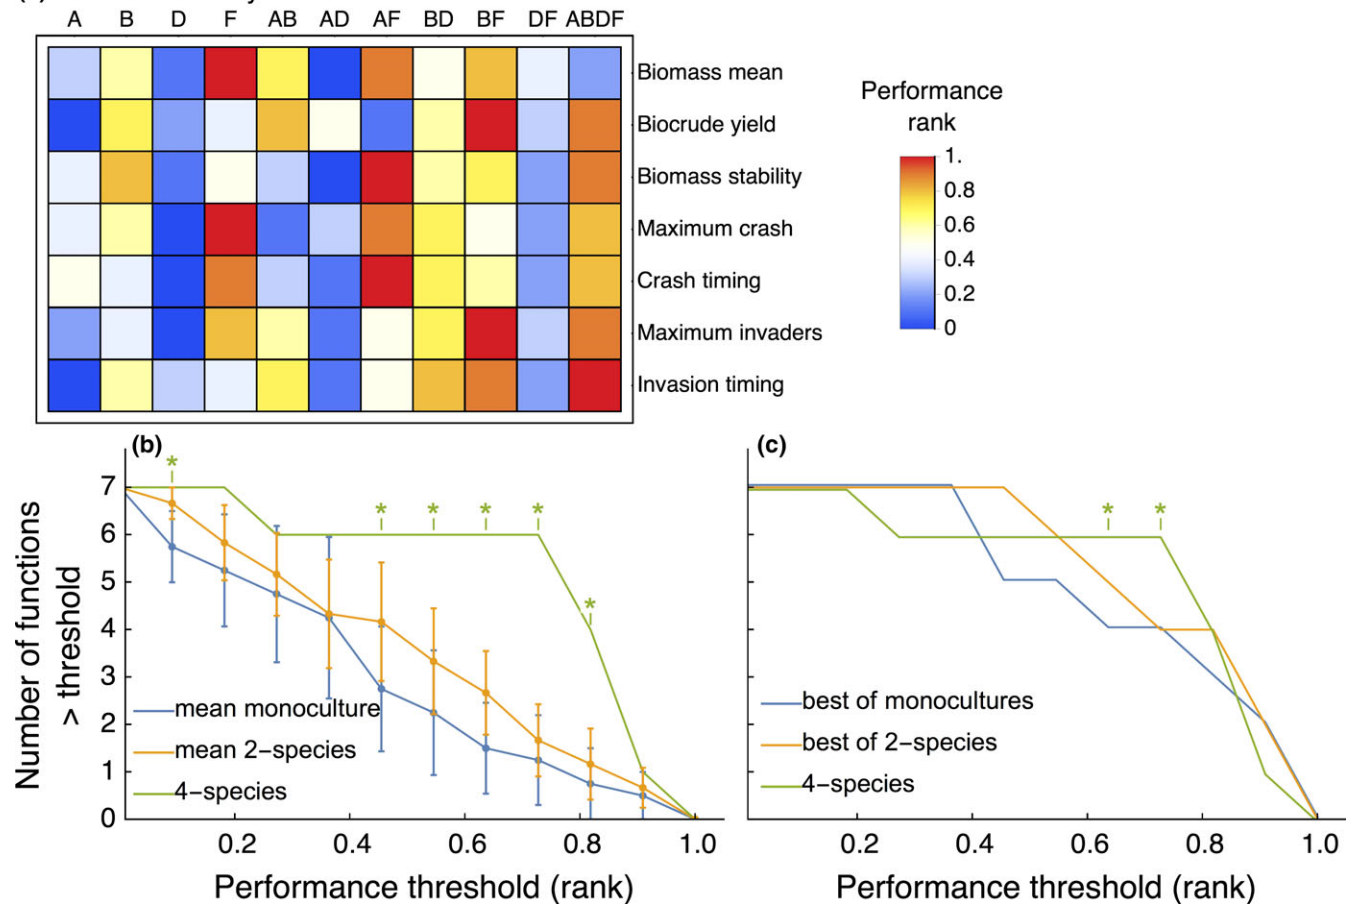 A B D F AB AD AF BD BF DF ABDF
Biomass mean
Biocrude yield
Biomass stability
Maximum crash
Crash timing
Maximum invaders
Invasion timing
Performance
rank
1.
0.8
0.6
0.4
0.2
0
(b)
*
* * * *
*
7
6
5
4
3
2
1
0
Number of functions
> threshold
mean monoculture
mean 2−species
4−species
0.2 0.4 0.6 0.8 1.0
Performance threshold (rank)
(c)
* *
best of monocultures
best of 2−species
4−species
0.2 0.4 0.6 0.8 1.0
Performance threshold (rank)